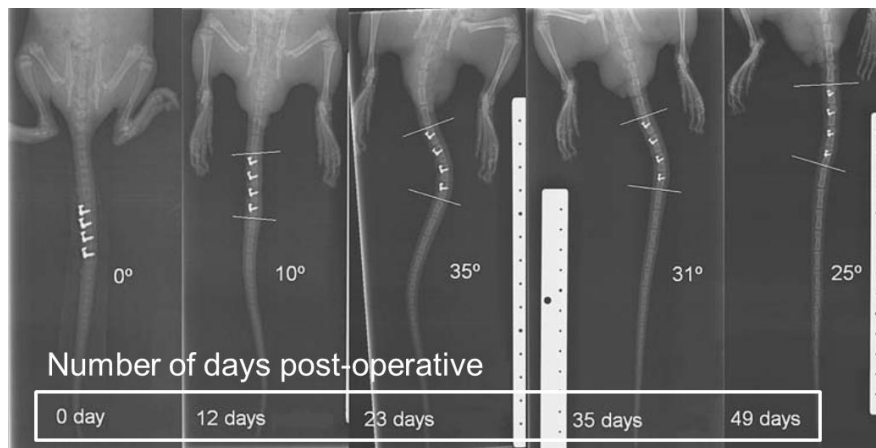 0º
10º
35º
31º
25º
Number of days post-operative
0 day
12 days
23 days
35 days
49 days